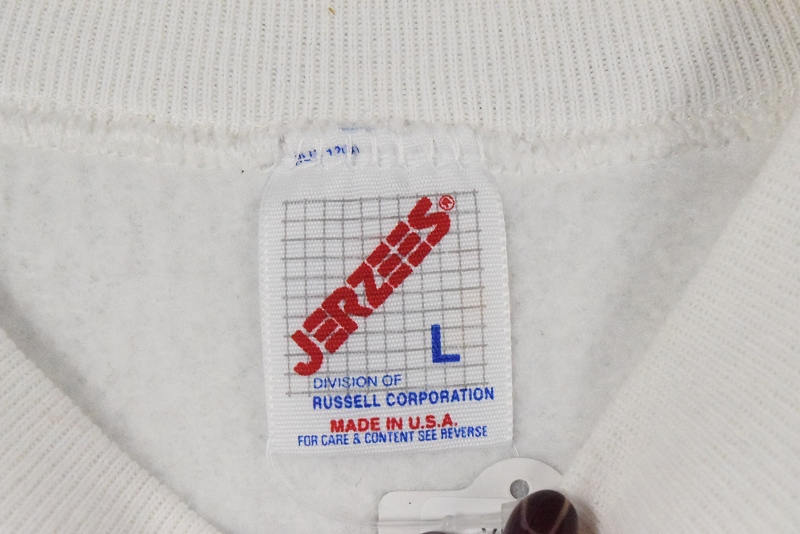 JERZEES®
L
DIVISION OF
RUSSELL CORPORATION
MADE IN U.S.A.
FOR CARE & CONTENT SEE REVERSE